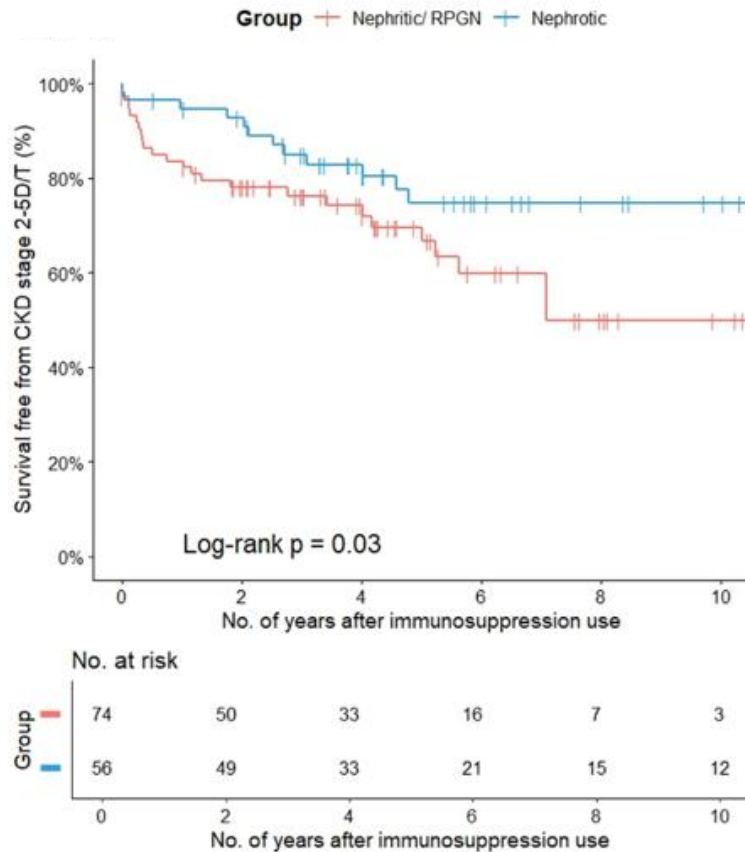 Group Nephritic/ RPGN Nephrotic
Survival free from CKD stage 2-5D/T (%)
100%
80%
60%
40%
20%
0%
Log-rank p = 0.03
0 2 4 6 8 10
No. of years after immunosuppression use
No. at risk
Group
74 50 33 16 7 3
56 49 33 21 15 12
0 2 4 6 8 10
No. of years after immunosuppression use